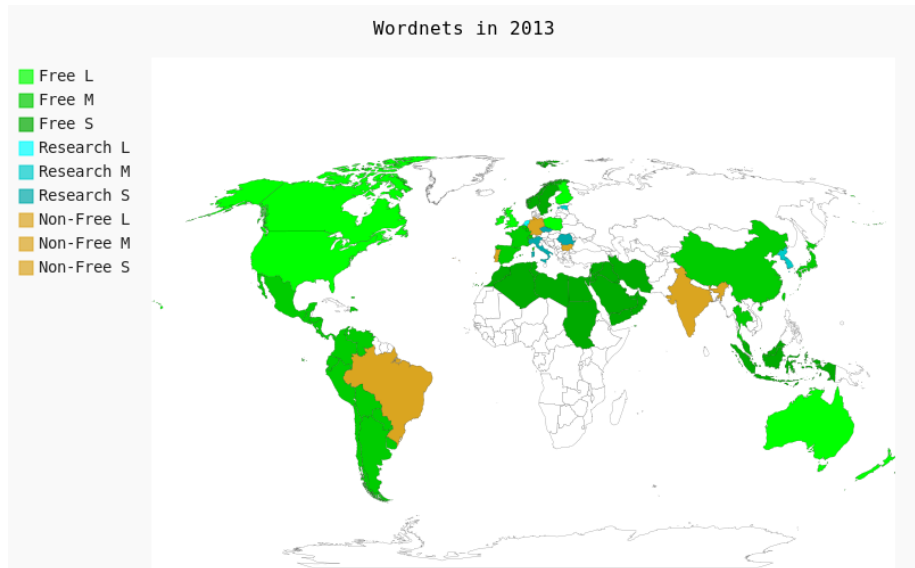 Wordnets in 2013
Free L
Free M
Free S
Research L
Research M
Research S
Non-Free L
Non-Free M
Non-Free S